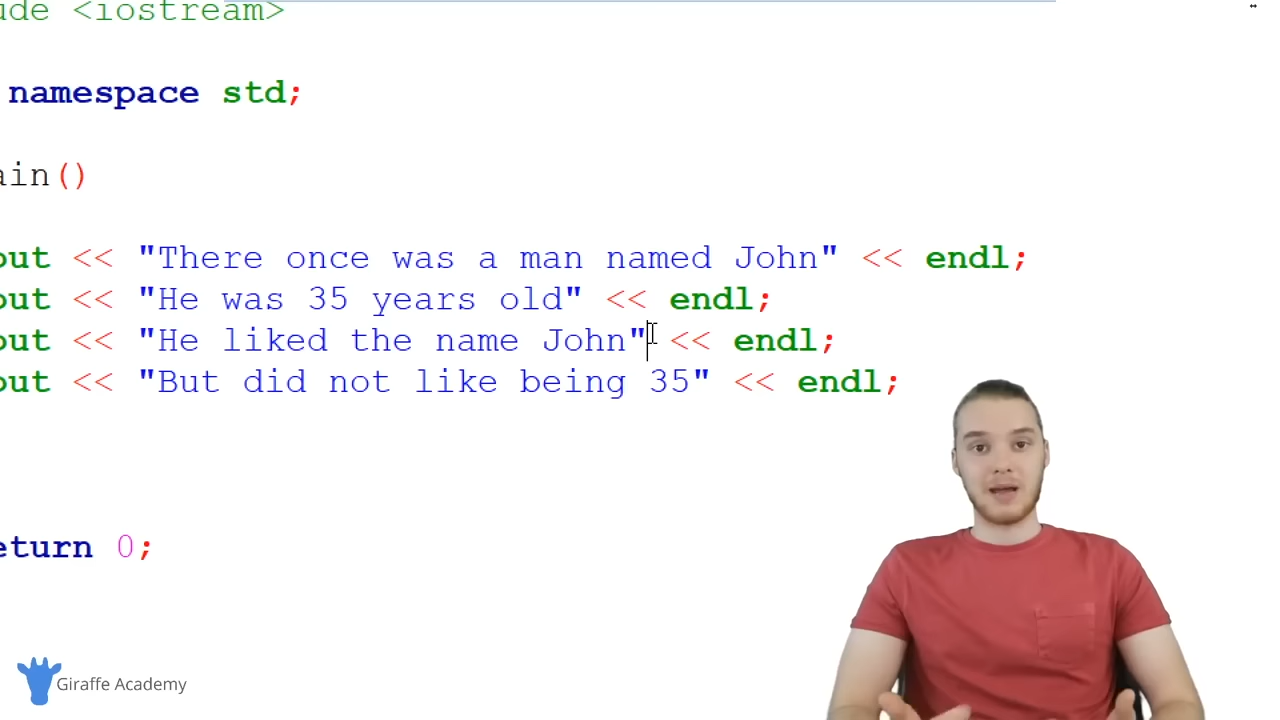 ude <iostream>
namespace std;
ain()
out << "There once was a man named John" << endl;
out << "He was 35 years old" << endl;
out << "He liked the name John" << endl;
out << "But did not like being 35" << endl;
eturn 0;
Giraffe Academy